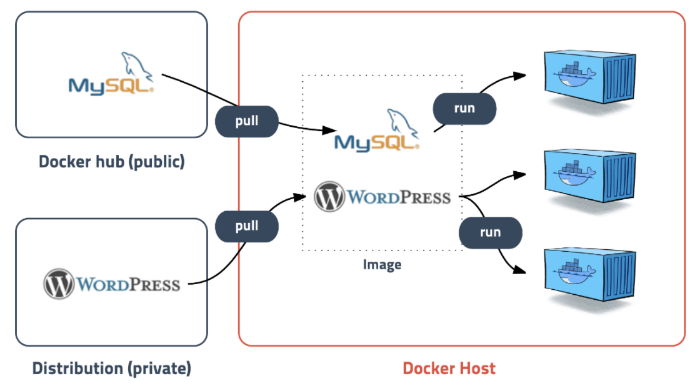 MySQL
pull
Docker hub (public)
WORDPRESS
pull
Distribution (private)
MySQL
WORDPRESS
Image
run
run
Docker Host